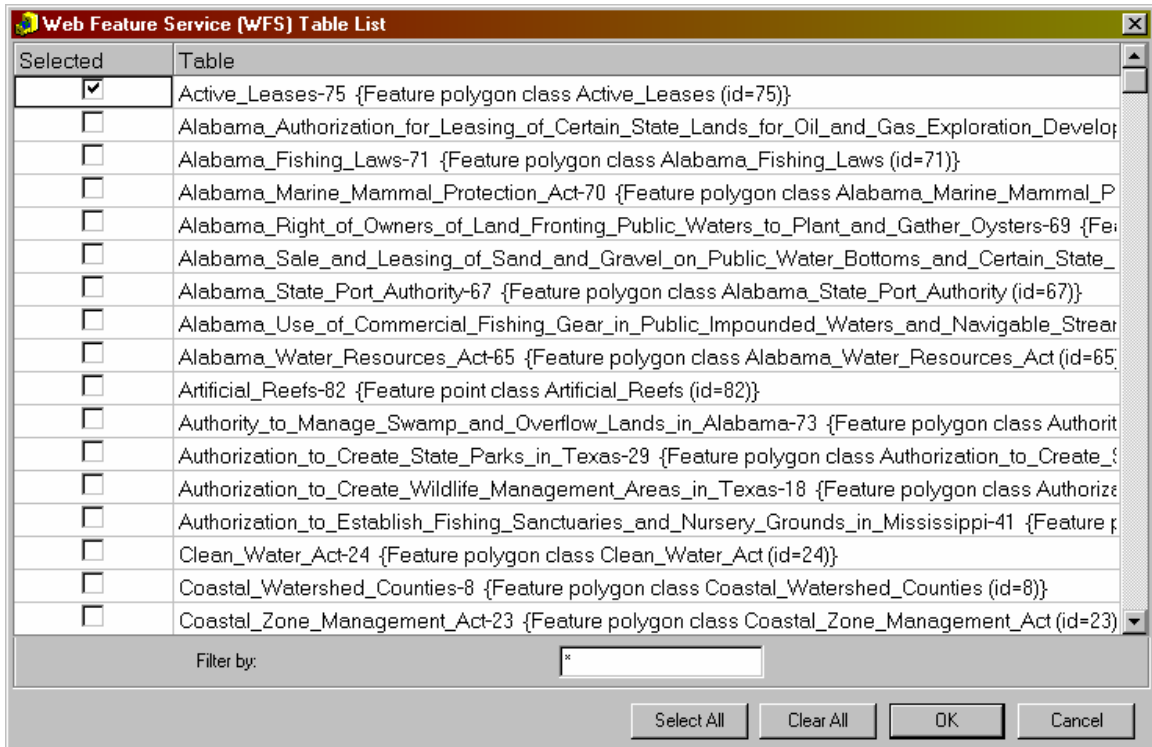 Web Feature Service (WFS) Table List
Selected Table
Active_Leases-75 {Feature polygon class Active_Leases (id=75)}
Alabama_Authorization_for_Leasing_of_Certain_State_Lands_for_Oil_and_Gas_Exploration_Develop
Alabama_Fishing_Laws-71 {Feature polygon class Alabama_Fishing_Laws (id=71)}
Alabama_Marine_Mammal_Protection_Act-70 {Feature polygon class Alabama_Marine_Mammal_P
Alabama_Right_of_Owners_of_Land_Fronting_Public_Waters_to_Plant_and_Gather_Oysters-69 {Fea
Alabama_Sale_and_Leasing_of_Sand_and_Gravel_on_Public_Water_Bottoms_and_Certain_State_
Alabama_State_Port_Authority-67 {Feature polygon class Alabama_State_Port_Authority (id=67)}
Alabama_Use_of_Commercial_Fishing_Gear_in_Public_Impounded_Waters_and_Navigable_Strear
Alabama_Water_Resources_Act-65 {Feature polygon class Alabama_Water_Resources_Act (id=65)
Artificial_Reefs-82 {Feature point class Artificial_Reefs (id=82)}
Authority_to_Manage_Swamp_and_Overflow_Lands_in_Alabama-73 {Feature polygon class Authorit
Authorization_to_Create_State_Parks_in_Texas-29 {Feature polygon class Authorization_to_Create_S
Authorization_to_Create_Wildlife_Management_Areas_in_Texas-18 {Feature polygon class Authoriza
Authorization_to_Establish_Fishing_Sanctuaries_and_Nursery_Grounds_in_Mississippi-41 {Feature p
Clean_Water_Act-24 {Feature polygon class Clean_Water_Act (id=24)}
Coastal_Watershed_Counties-8 {Feature polygon class Coastal_Watershed_Counties (id=8)}
Coastal_Zone_Management_Act-23 {Feature polygon class Coastal_Zone_Management_Act (id=23)
Filter by: *
Select All Clear All OK Cancel